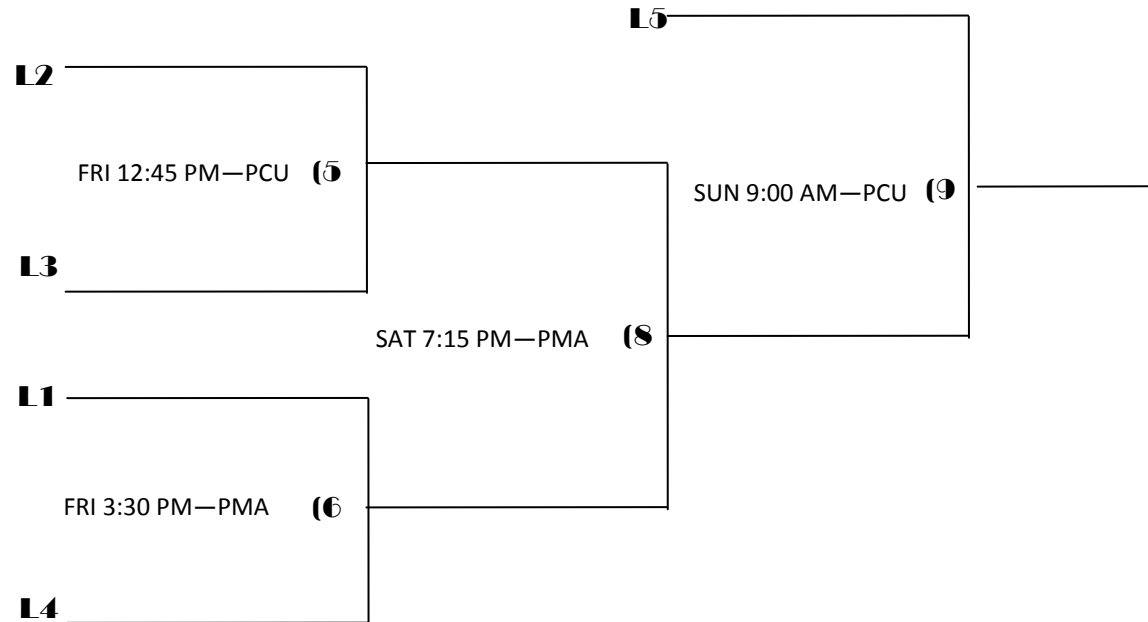 L5
L2
FRI 12:45 PM—PCU (5
SUN 9:00 AM—PCU (9
L3
SAT 7:15 PM—PMA (8
L1
FRI 3:30 PM—PMA (6
L4